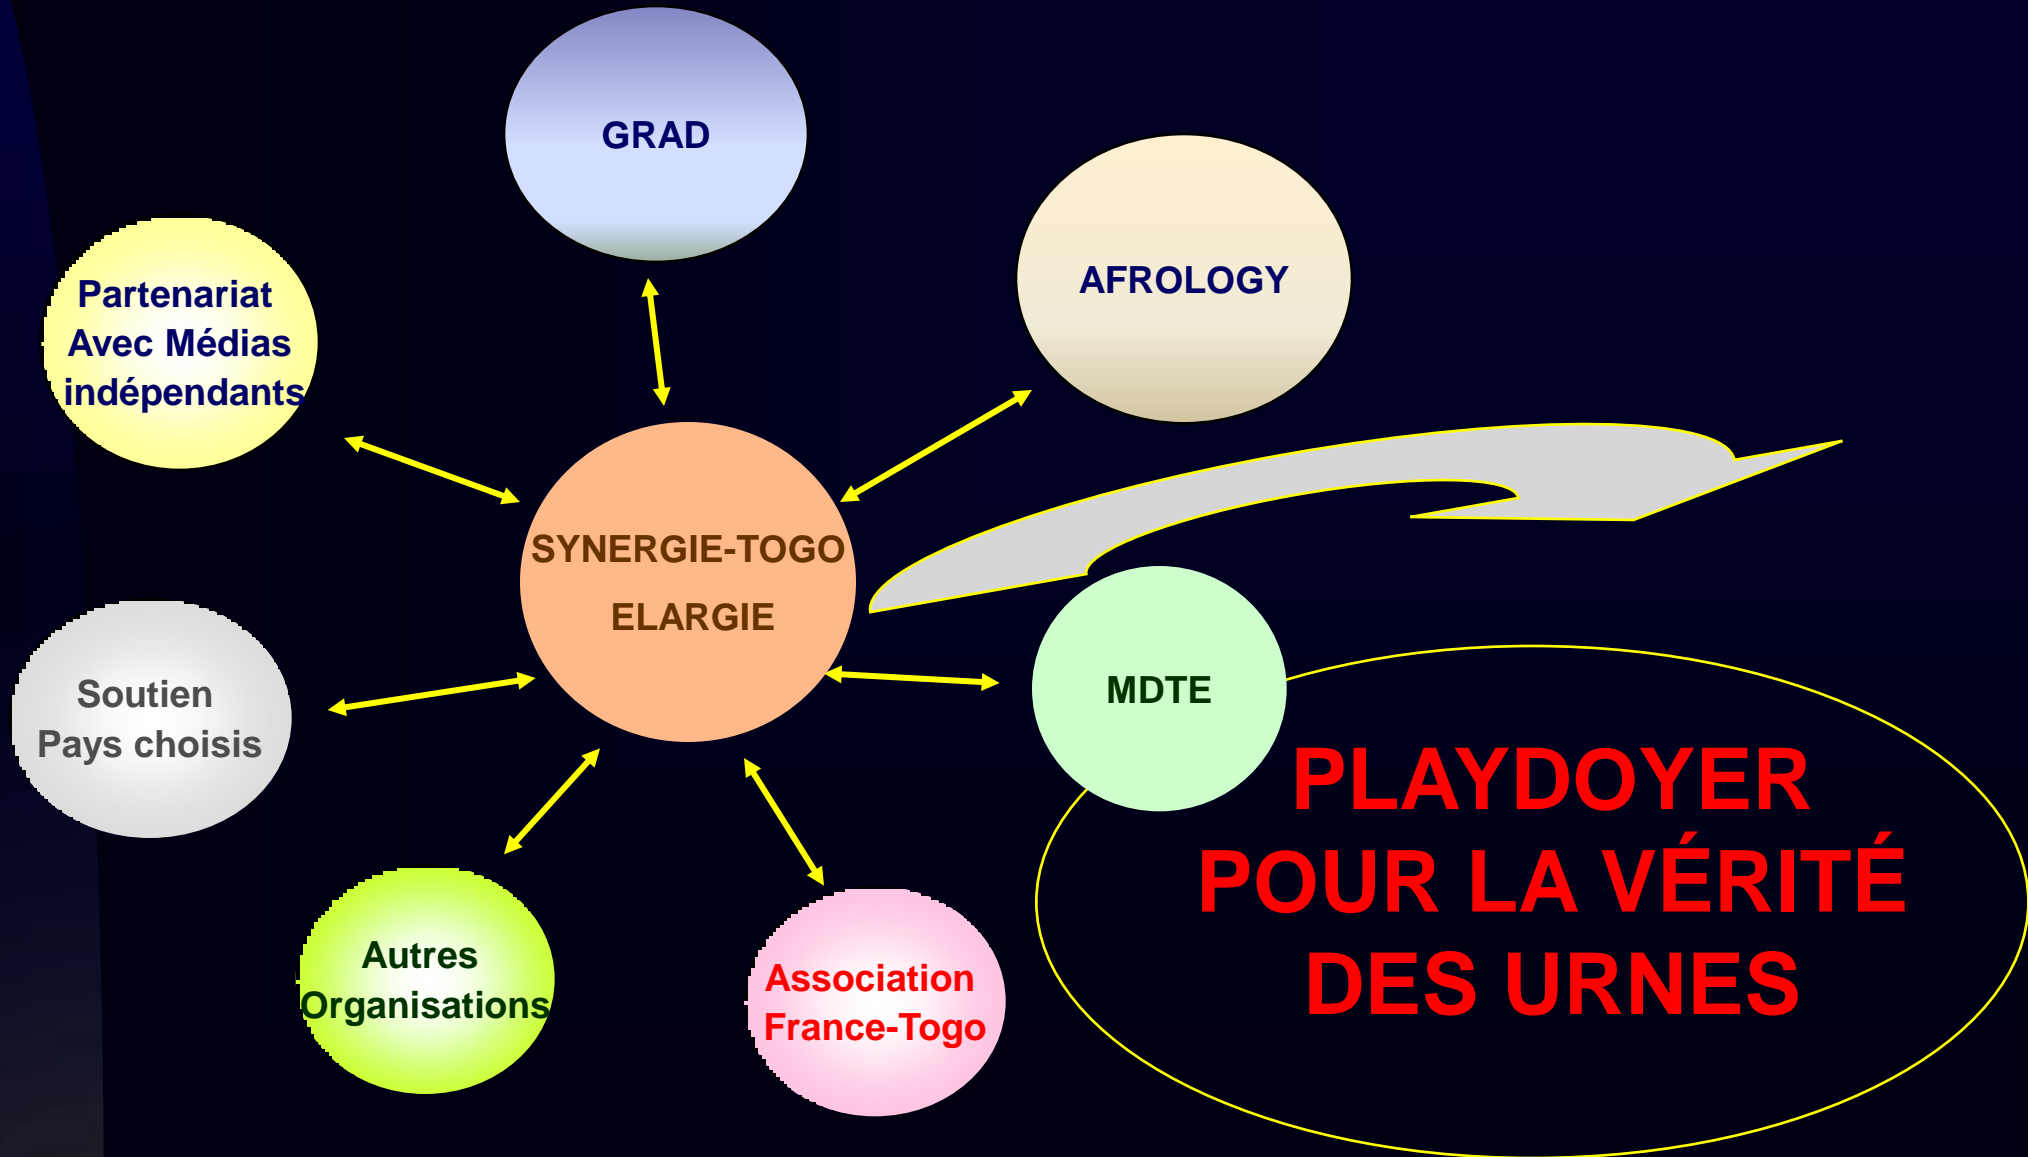 GRAD
AFROLOGY
Partenariat
Avec Médias
indépendants
SYNERGIE-TOGO
ELARGIE
MDTE
Soutien
Pays choisis
PLAYDOYER
POUR LA VÉRITÉ
DES URNES
Autres
Organisations
Association
France-Togo